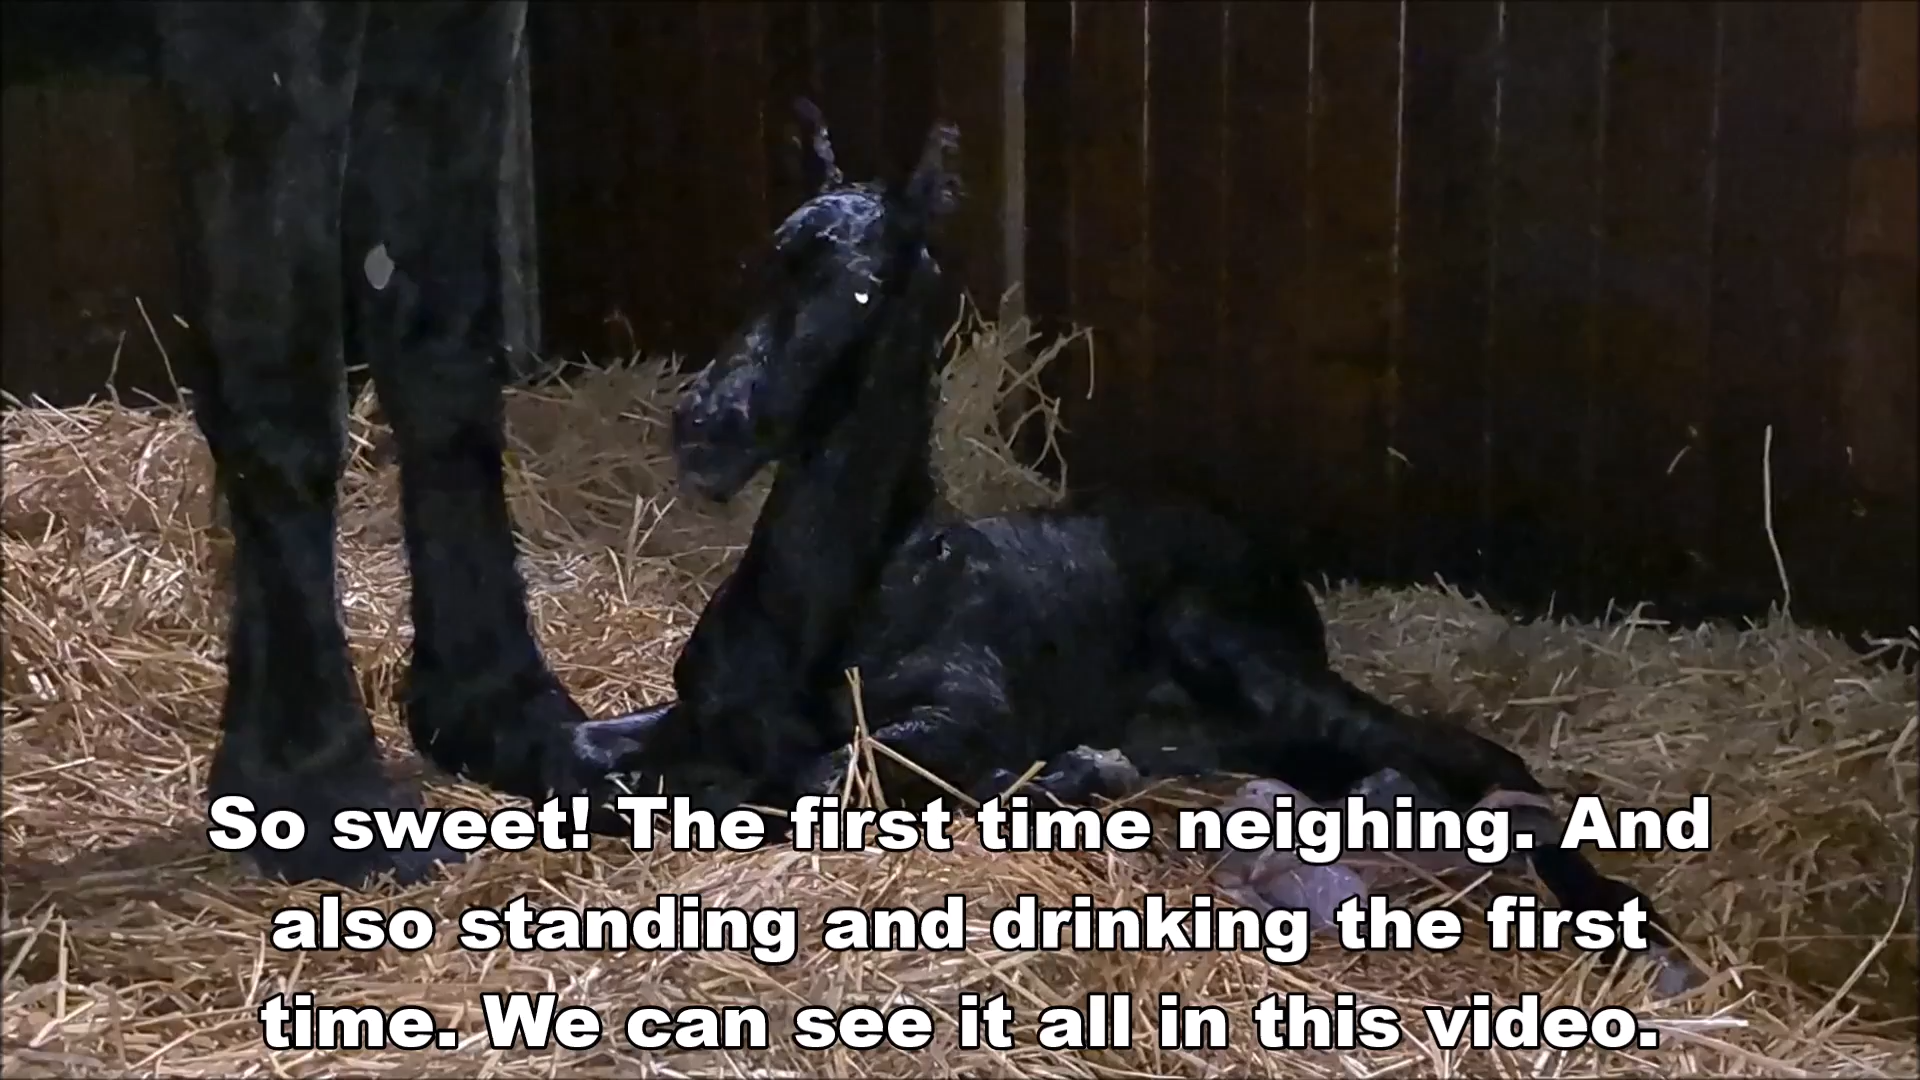 So sweet! The first time neighing. And
also standing and drinking the first
time. We can see it all in this video.